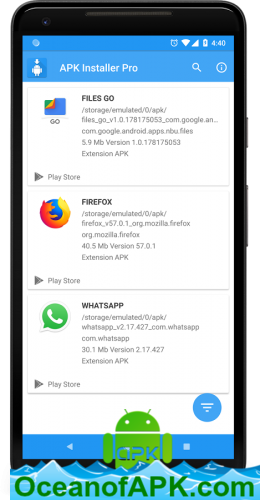 4:40
APK Installer Pro
FILES GO
/storage/emulated/0/apk/
files_go_v1.0.178175053_com.google.an...
com.google.android.apps.nbu.files
5.9 Mb Version 1.0.178175053
Extension APK
GO
Play Store
FIREFOX
/storage/emulated/0/apk/
firefox_v57.0.1_org.mozilla.firefox
org.mozilla.firefox
40.5 Mb Version 57.0.1
Extension APK
Play Store
WHATSAPP
/storage/emulated/0/apk/
whatsapp_v2.17.427_com.whatsapp
com.whatsapp
30.1 Mb Version 2.17.427
Extension APK
Play Store
APK
OceanofAPK.com